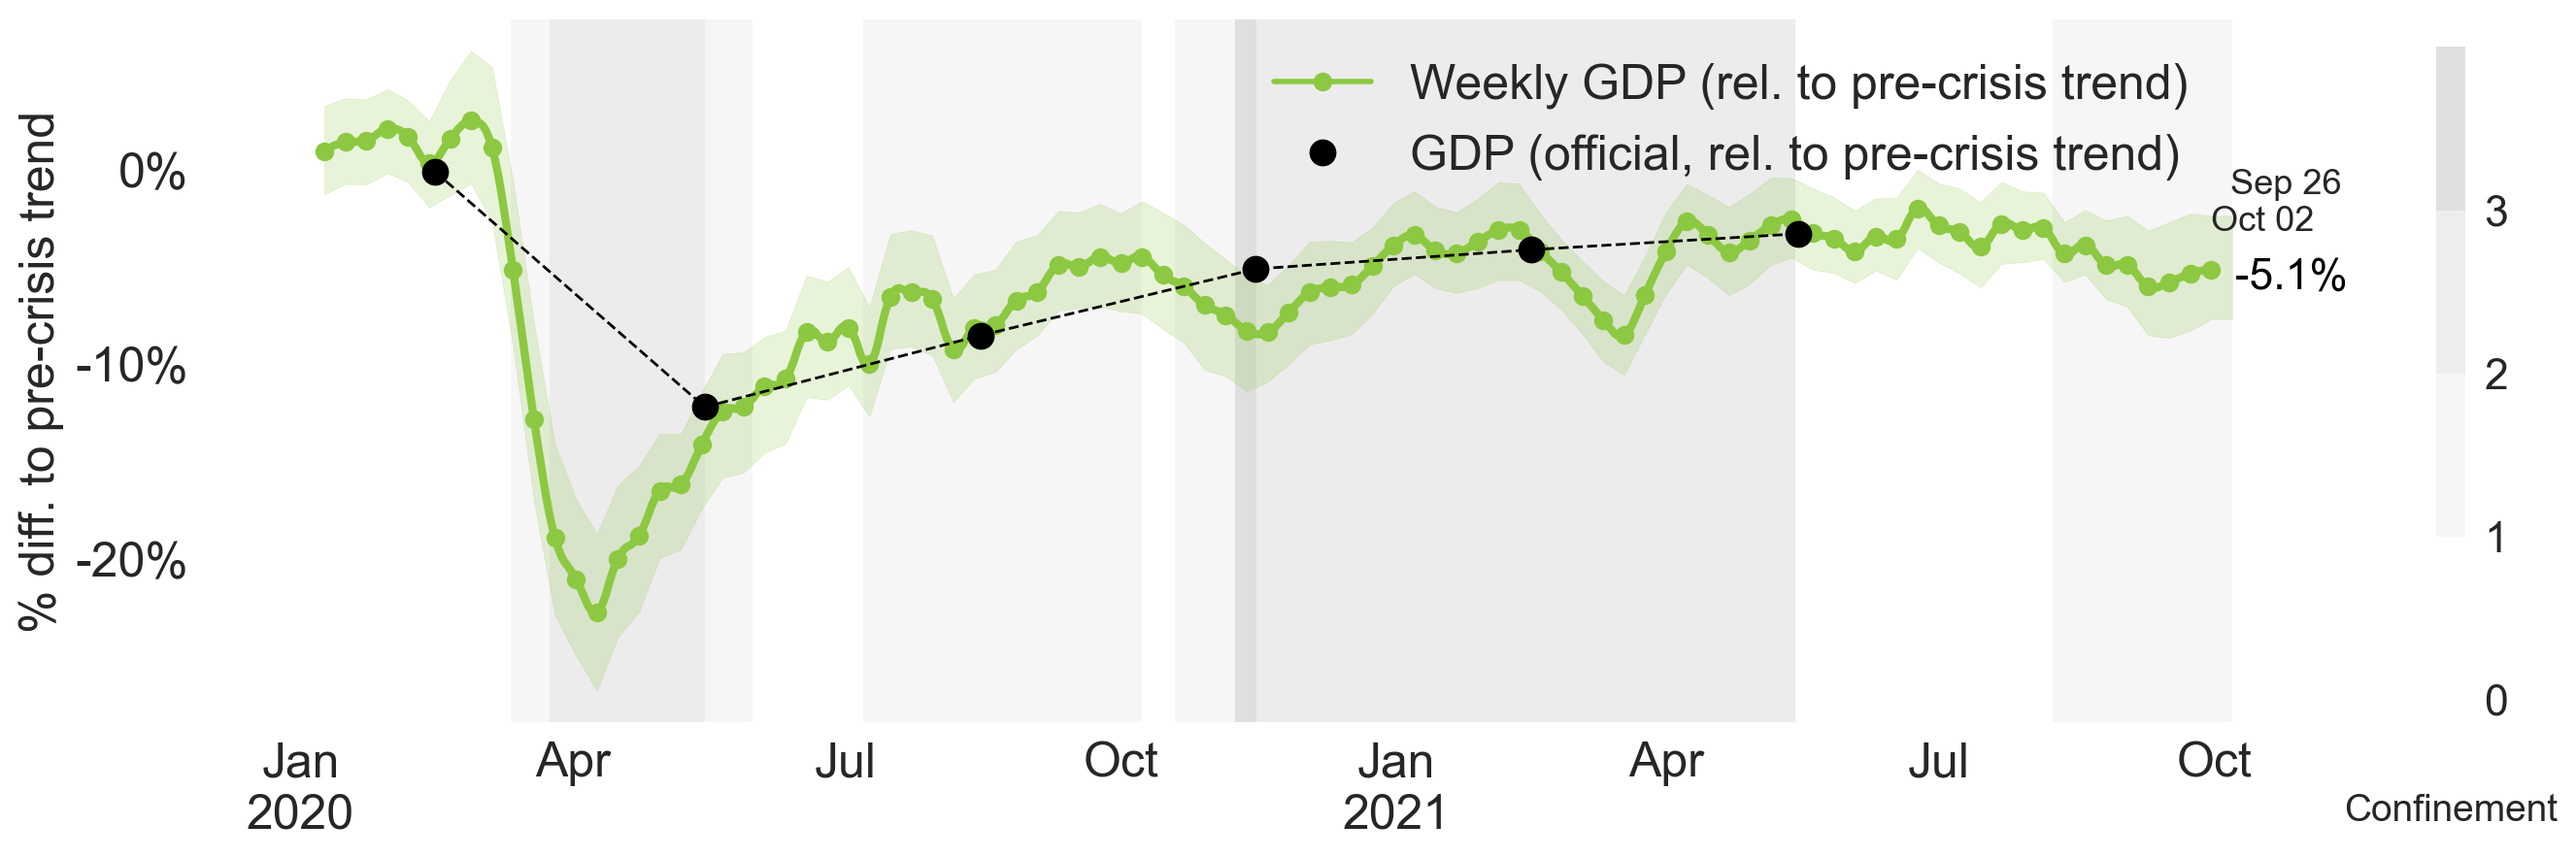 Weekly GDP (rel. to pre-crisis trend)
GDP (official, rel. to pre-crisis trend)
% diff. to pre-crisis trend
0%
-10%
-20%
Sep 26
Oct 02
-5.1%
3
2
1
0
Jan Apr Jul Oct Jan Apr Jul Oct
2020 2021
Confinement